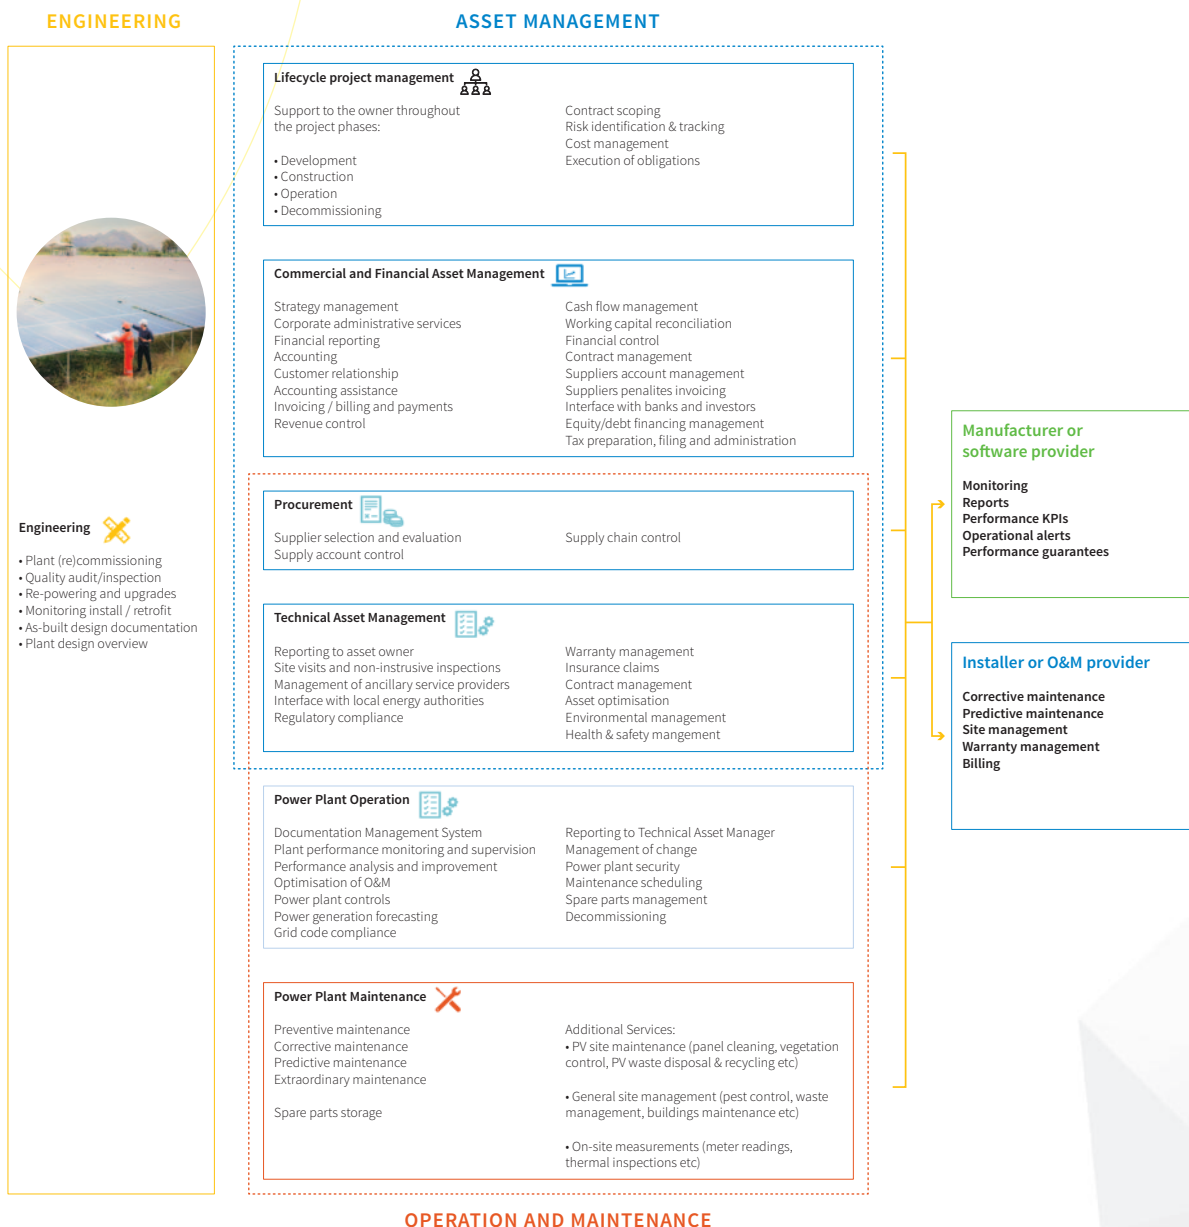 ENGINEERING
ASSET MANAGEMENT
Lifecycle project management
Support to the owner throughout
the project phases:
• Development
• Construction
• Operation
• Decommissioning
Contract scoping
Risk identification & tracking
Cost management
Execution of obligations
Commercial and Financial Asset Management
Strategy management
Corporate administrative services
Financial reporting
Accounting
Customer relationship
Accounting assistance
Invoicing / billing and payments
Revenue control
Cash flow management
Working capital reconciliation
Financial control
Contract management
Suppliers account management
Suppliers penalites invoicing
Interface with banks and investors
Equity/debt financing management
Tax preparation, filing and administration
Procurement
Supplier selection and evaluation
Supply account control
Supply chain control
Technical Asset Management
Reporting to asset owner
Site visits and non-instrusive inspections
Management of ancillary service providers
Interface with local energy authorities
Regulatory compliance
Warranty management
Insurance claims
Contract management
Asset optimisation
Environmental management
Health & safety mangement
Power Plant Operation
Documentation Management System
Plant performance monitoring and supervision
Performance analysis and improvement
Optimisation of O&M
Power plant controls
Power generation forecasting
Grid code compliance
Reporting to Technical Asset Manager
Management of change
Power plant security
Maintenance scheduling
Spare parts management
Decommissioning
Power Plant Maintenance
Preventive maintenance
Corrective maintenance
Predictive maintenance
Extraordinary maintenance
Spare parts storage
Additional Services:
• PV site maintenance (panel cleaning, vegetation
control, PV waste disposal & recycling etc)
• General site management (pest control, waste
management, buildings maintenance etc)
• On-site measurements (meter readings,
thermal inspections etc)
OPERATION AND MAINTENANCE
Engineering
• Plant (re)commissioning
• Quality audit/inspection
• Re-powering and upgrades
• Monitoring install / retrofit
• As-built design documentation
• Plant design overview
Manufacturer or
software provider
Monitoring
Reports
Performance KPIs
Operational alerts
Performance guarantees
Installer or O&M provider
Corrective maintenance
Predictive maintenance
Site management
Warranty management
Billing